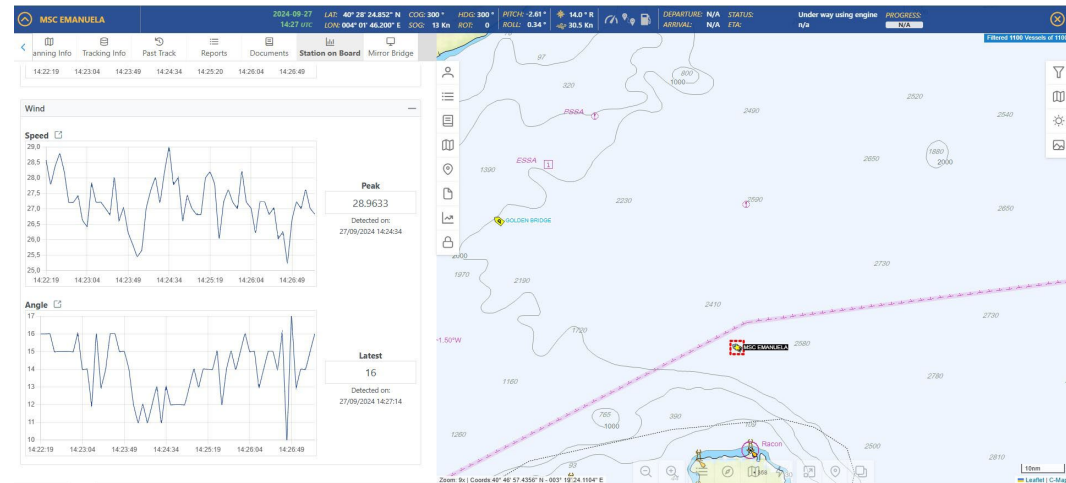 MSC EMANUELA
2024-09-27 LAT: 40° 28' 24.852" N COG: 300 ° HDG: 300 ° PITCH: -2.61 ° 14.0 ° R DEPARTURE: N/A STATUS: Under way using engine PROGRESS:
14:27 UTC LON: 004° 01' 46.200" E SOG: 13 Kn ROT: 0 ROLL: 0.34 ° 30.5 Kn ARRIVAL: N/A ETA: n/a N/A
anning Info Tracking Info Past Track Reports Documents Station on Board Mirror Bridge
Filtered 1100 Vessels of 1100
14:22:19 14:23:04 14:23:49 14:24:34 14:25:20 14:26:04 14:26:49
Wind
Speed
29,0
28,5
28,0
27,5
27,0
26,5
26,0
25,5
25,0
14:22:19 14:23:04 14:23:49 14:24:34 14:25:19 14:26:04 14:26:49
Peak
28.9633
Detected on:
27/09/2024 14:24:34
Angle
17
16
15
14
13
12
11
10
14:22:19 14:23:04 14:23:49 14:24:34 14:25:19 14:26:04 14:26:49
Latest
16
Detected on:
27/09/2024 14:27:14
97
320
800
1000
PSSA
2490
2520
2540
ESSA
1390
2650
1880
2000
2230
2590
2650
GOLDEN BRIDGE
2000
1970
2190
2730
2410
2730
1.50°W
1720
MSC EMANUELA
2580
1160
2780
765
1000
390
108
1260
Racon
2500
93
2810
10nm
Zoom: 9x | Coords:40° 46' 57.4356" N - 003° 19'.24 1104" E
Leaflet | C-Map